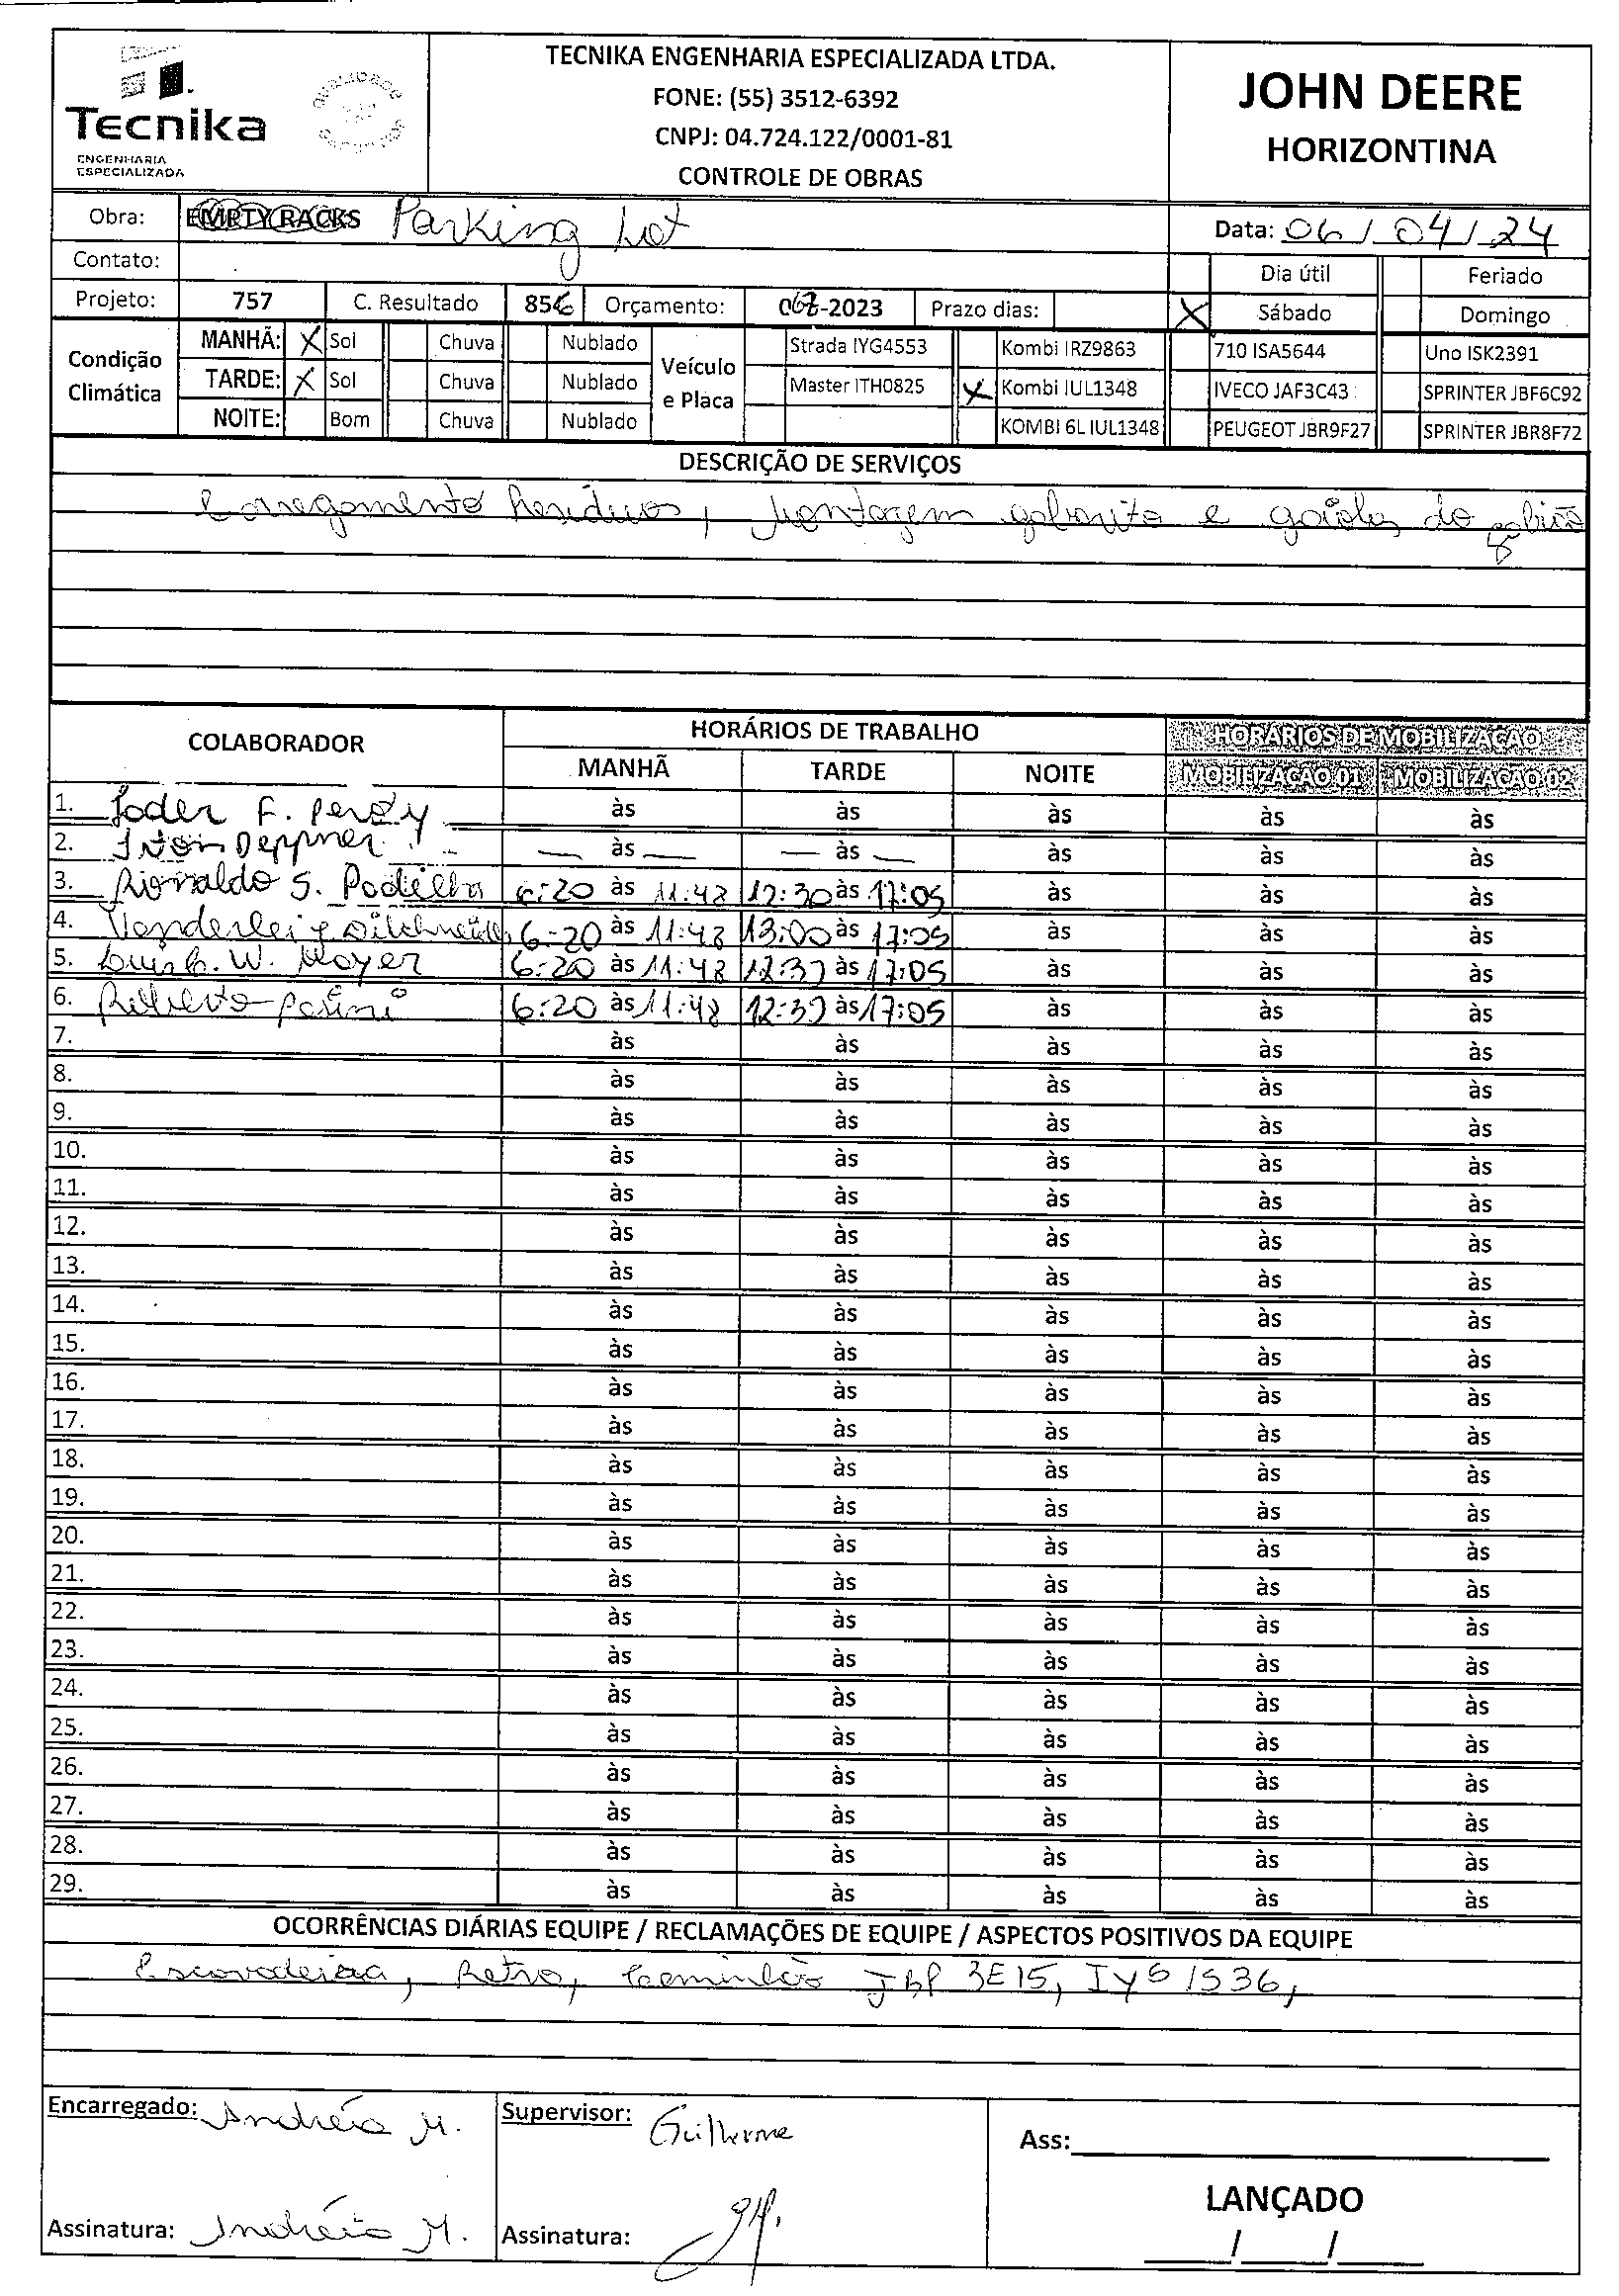 Tecnika
ENGENHARIA
ESPECIALIZADA
TECNIKA ENGENHARIA ESPECIALIZADA LTDA.
FONE: (55) 3512-6392
CNPJ: 04.724.122/0001-81
CONTROLE DE OBRAS
JOHN DEERE
HORIZONTINA
Obra: EMPTY RACKS Parking Lot Data: 06/04/24
Contato: Dia útil Feriado
Projeto: 757 C. Resultado 856 Orçamento: 067-2023 Prazo dias: X Sábado Domingo
Condição Climática
MANHÃ: X Sol Chuva Nublado
TARDE: X Sol Chuva Nublado
NOITE: Bom Chuva Nublado
Veículo e Placa
Strada IYG4553 Kombi IRZ9863 710 ISA5644 Uno ISK2391
Master ITH0825 X Kombi IUL1348 IVECO JAF3C43 SPRINTER JBF6C92
KOMBI 6L IUL1348 PEUGEOT JBR9F27 SPRINTER JBR8F72
DESCRIÇÃO DE SERVIÇOS
Carregamento Resíduos, Montagem gabarito e gaiolas do gabião
COLABORADOR HORÁRIOS DE TRABALHO HORÁRIOS DE MOBILIZAÇÃO
MANHÃ TARDE NOITE MOBILIZAÇÃO 01 MOBILIZAÇÃO 02
1. Joder F. às às às às às
2. Deppner — às — — às — às às às
3. Rionaldo S. Padilha 6:20 às 11:48 12:30 às 17:05 às às às
4. Vanderlei 6:20 às 11:48 13:00 às 17:05 às às às
5. Luis C. W. Hoyer 6:20 às 11:48 12:37 às 17:05 às às às
6. 6:20 às 11:48 12:37 às 17:05 às às às
7. às às às às às
8. às às às às às
9. às às às às às
10. às às às às às
11. às às às às às
12. às às às às às
13. às às às às às
14. às às às às às
15. às às às às às
16. às às às às às
17. às às às às às
18. às às às às às
19. às às às às às
20. às às às às às
21. às às às às às
22. às às às às às
23. às às às às às
24. às às às às às
25. às às às às às
26. às às às às às
27. às às às às às
28. às às às às às
29. às às às às às
OCORRÊNCIAS DIÁRIAS EQUIPE / RECLAMAÇÕES DE EQUIPE / ASPECTOS POSITIVOS DA EQUIPE
Escavadeira, Retro, Caminhão JBP 3E15, IYS 1S36,
Encarregado: Andréia M. Supervisor: Guilherme Ass:
LANÇADO
Assinatura: Andréia M. Assinatura: / /